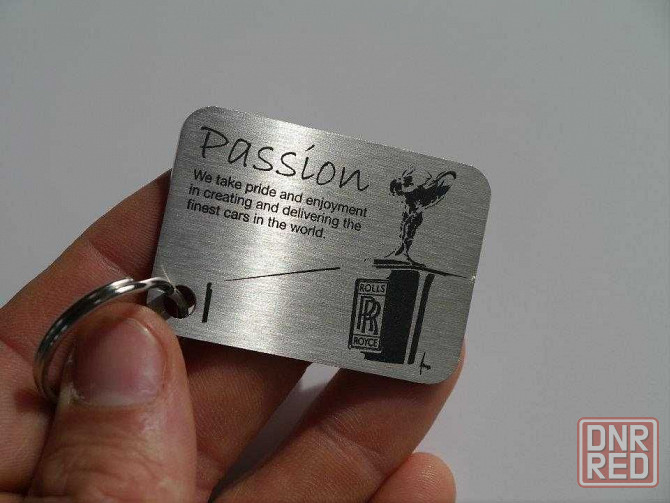 Passion
We take pride and enjoyment
in creating and delivering the
finest cars in the world.
ROLLS
RR
ROYCE
DNR
RED